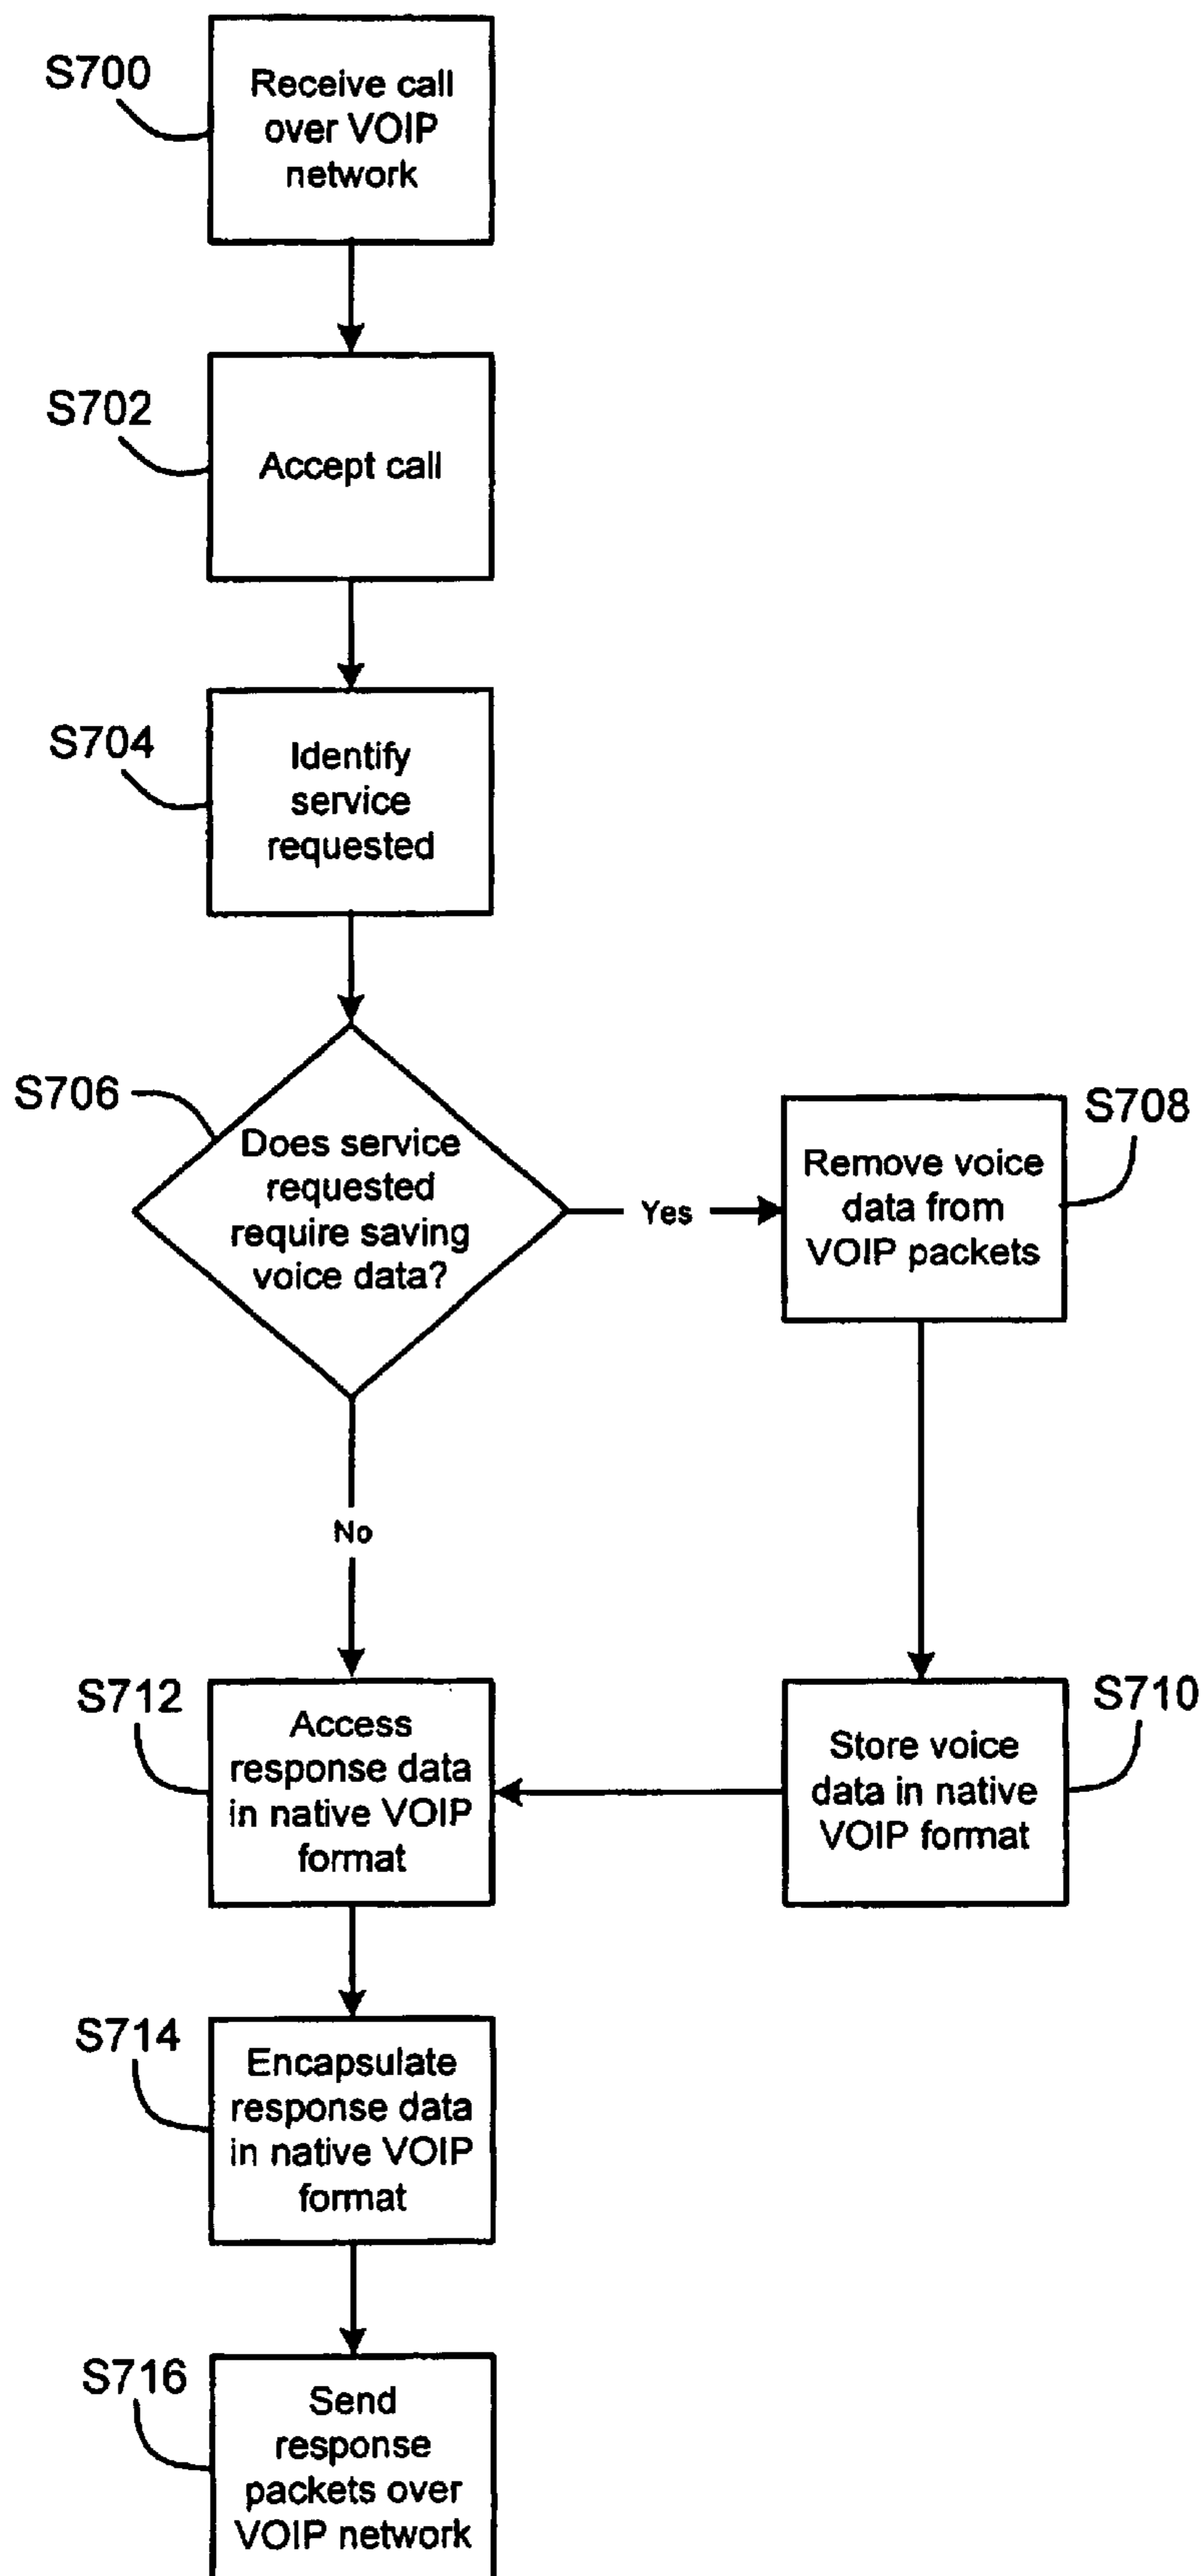 S700
Receive call
over VOIP
network
S702
Accept call
S704
Identify
service
requested
S706
Does service
requested
require saving
voice data?
Yes
S708
Remove voice
data from
VOIP packets
No
S712
Access
response data
in native VOIP
format
S710
Store voice
data in native
VOIP format
S714
Encapsulate
response data
in native VOIP
format
S716
Send
response
packets over
VOIP network